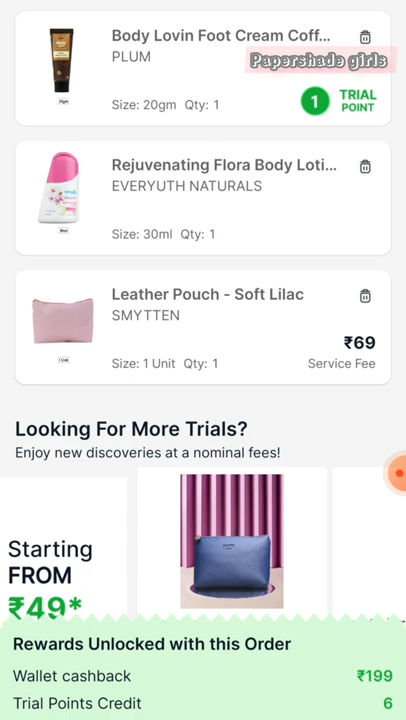 Body Lovin Foot Cream Coff...
PLUM
Papershade girls
Size: 20gm Qty: 1
1 TRIAL POINT
Rejuvenating Flora Body Loti...
EVERYUTH NATURALS
Size: 30ml Qty: 1
Leather Pouch - Soft Lilac
SMYTTEN
₹69
Size: 1 Unit Qty: 1
Service Fee
Looking For More Trials?
Enjoy new discoveries at a nominal fees!
Starting
FROM
₹49*
Rewards Unlocked with this Order
Wallet cashback ₹199
Trial Points Credit 6